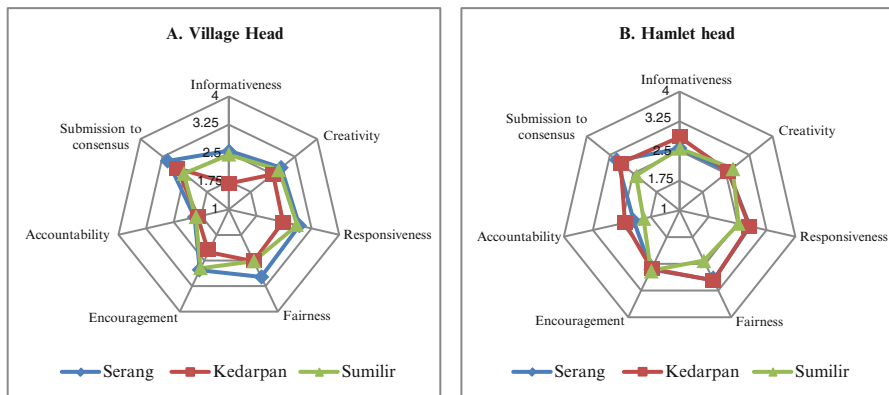 A. Village Head
Informativeness
4
3.25
2.5
1.75
1
Creativity
Responsiveness
Fairness
Encouragement
Accountability
Submission to
consensus
Serang
Kedarpan
Sumilir
B. Hamlet head
Informativeness
4
3.25
2.5
1.75
1
Creativity
Responsiveness
Fairness
Encouragement
Accountability
Submission to
consensus
Serang
Kedarpan
Sumilir